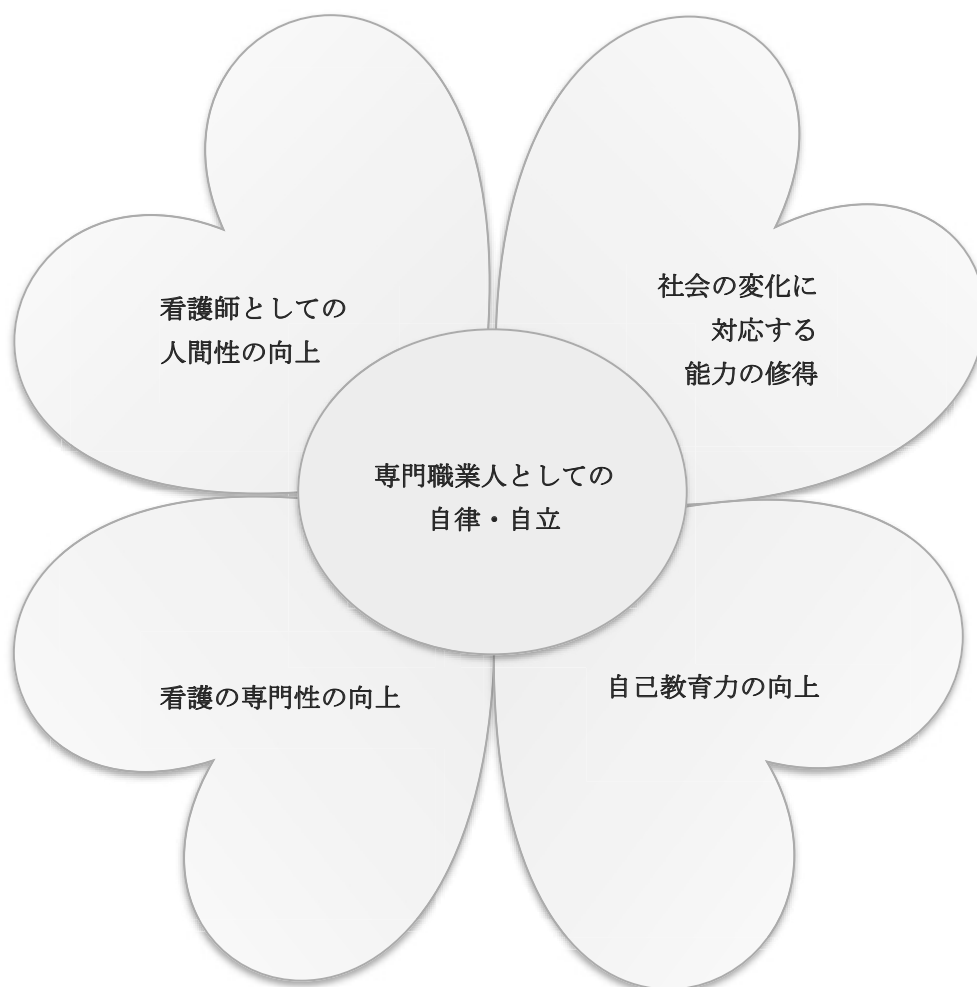 看護師としての
人間性の向上
社会の変化に
対応する
能力の修得
専門職業人としての
自律・自立
看護の専門性の向上
自己教育力の向上